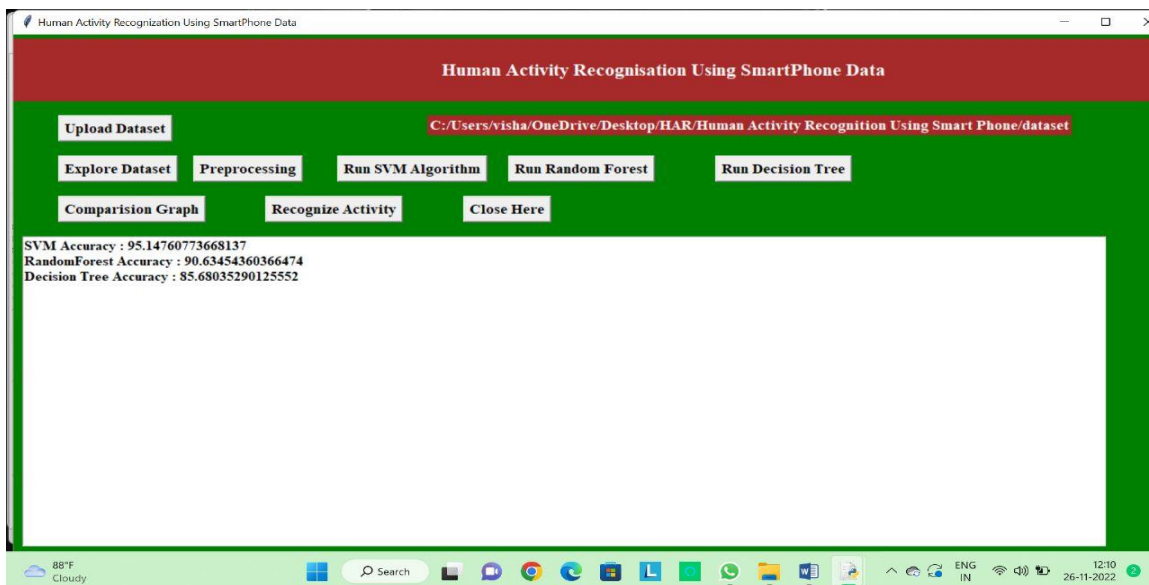 Human Activity Recognization Using SmartPhone Data
Human Activity Recognisation Using SmartPhone Data
Upload Dataset
C:/Users/visha/OneDrive/Desktop/HAR/Human Activity Recognition Using Smart Phone/dataset
Explore Dataset Preprocessing Run SVM Algorithm Run Random Forest Run Decision Tree
Comparision Graph Recognize Activity Close Here
SVM Accuracy : 95.14760773668137
RandomForest Accuracy : 90.63454360366474
Decision Tree Accuracy : 85.68035290125552
88°F
Cloudy
Search
L
W
ENG
IN
12:10
26-11-2022
2